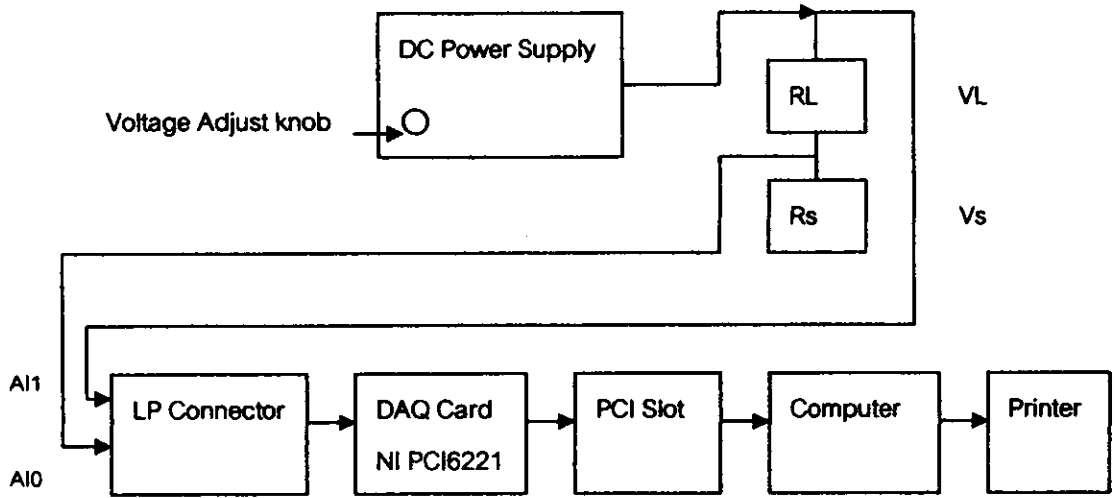 DC Power Supply
Voltage Adjust knob
RL
VL
Rs
Vs
AI1
AI0
LP Connector
DAQ Card
NI PCI6221
PCI Slot
Computer
Printer